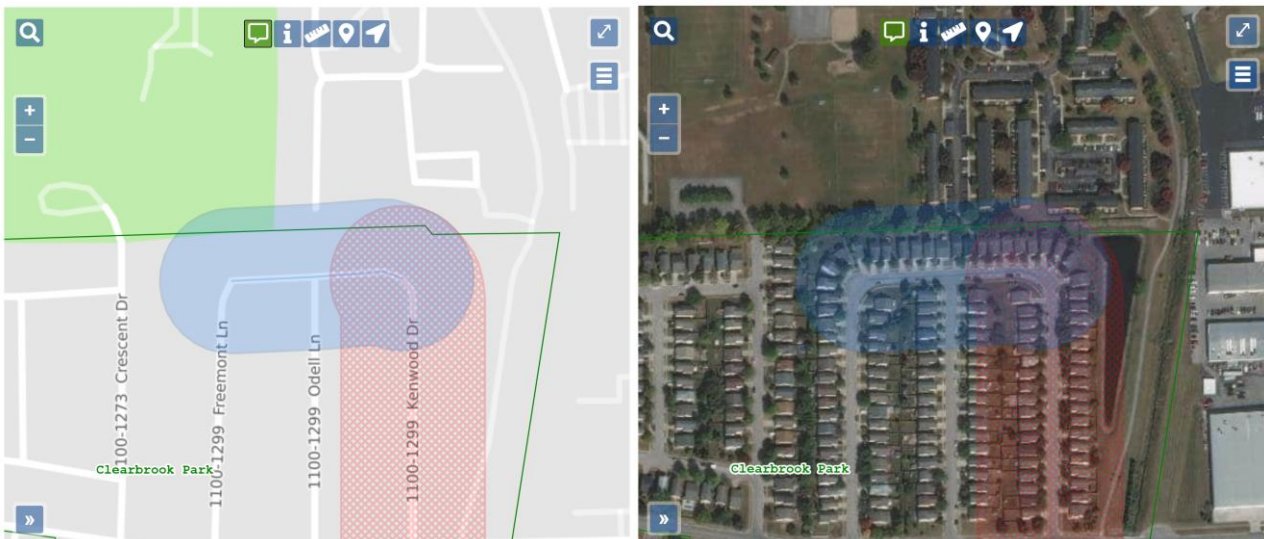 +
−
100-1273 Crescent Dr
1100-1299 Freemont Ln
1100-1299 Odell Ln
1100-1299 Kenwood Dr
Clearbrook Park
»
+
−
Clearbrook Park
»